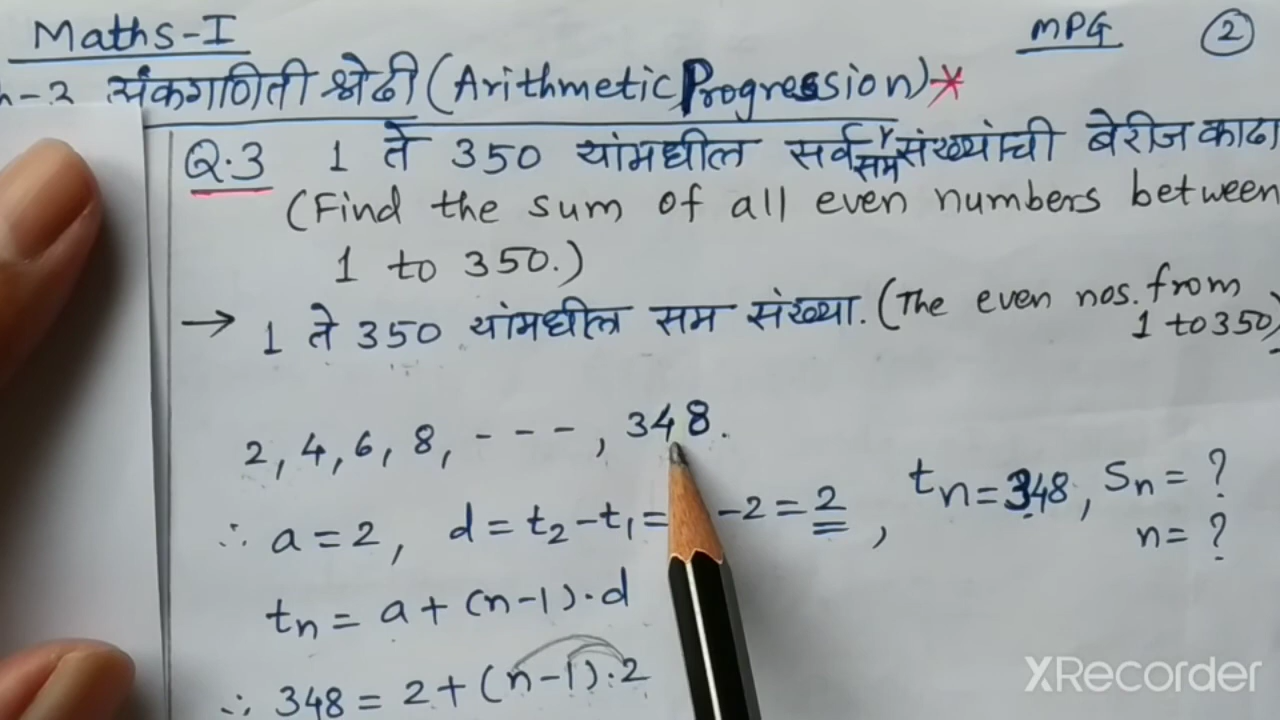 Maths-I MPG 2
संकगणिती श्रेढी (Arithmetic Progression)*
Q.3 1 ते 350 यांमधील सर्व सम संख्यांची बेरीज काढा
(Find the sum of all even numbers between
1 to 350.)
→ 1 ते 350 यांमधील सम संख्या. (The even nos. from
1 to 350)
2, 4, 6, 8, - - - , 348.
∴ a = 2, d = t₂ - t₁ = - 2 = 2, tn = 348, Sn = ?
n = ?
tn = a + (n-1)·d
∴ 348 = 2 + (n-1)·2
XRecorder